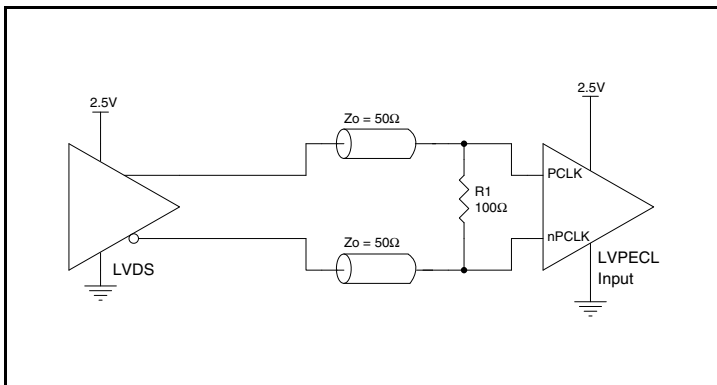 2.5V
2.5V
Zo = 50Ω
PCLK
R1
100Ω
nPCLK
Zo = 50Ω
LVDS
LVPECL
Input